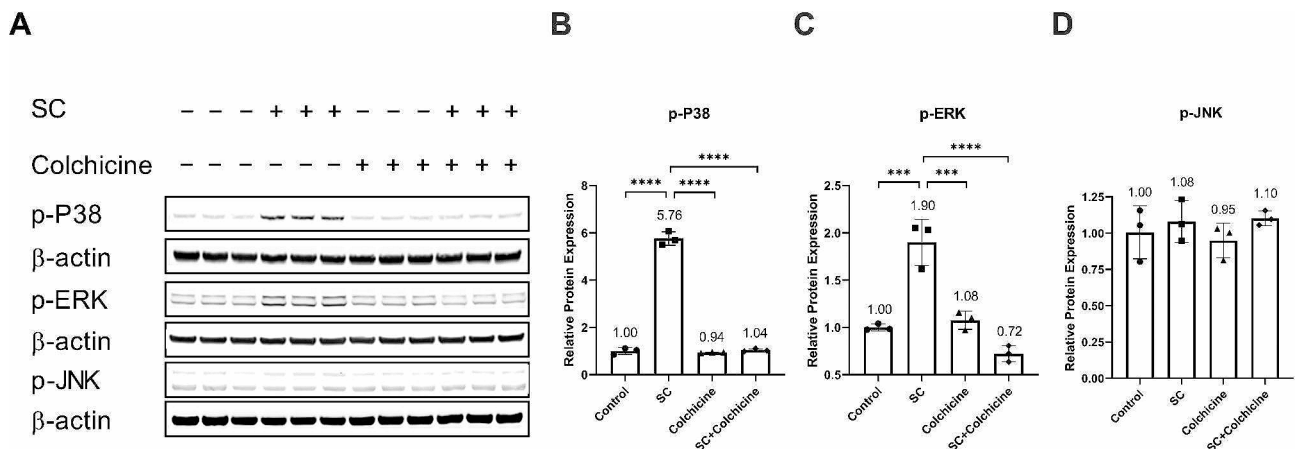 A
SC − − − + + + − − − + + +
Colchicine − − − − − − + + + + + +
p-P38
β-actin
p-ERK
β-actin
p-JNK
β-actin
B
p-P38
Relative Protein Expression
8
6
4
2
0
****
**** ****
1.00
5.76
0.94
1.04
Control
SC
Colchicine
SC+Colchicine
C
p-ERK
Relative Protein Expression
2.5
2.0
1.5
1.0
0.5
****
*** ***
1.00
1.90
1.08
0.72
Control
SC
Colchicine
SC+Colchicine
D
p-JNK
Relative Protein Expression
1.25
1.00
0.75
0.50
0.25
0.00
1.00
1.08
0.95
1.10
Control
SC
Colchicine
SC+Colchicine